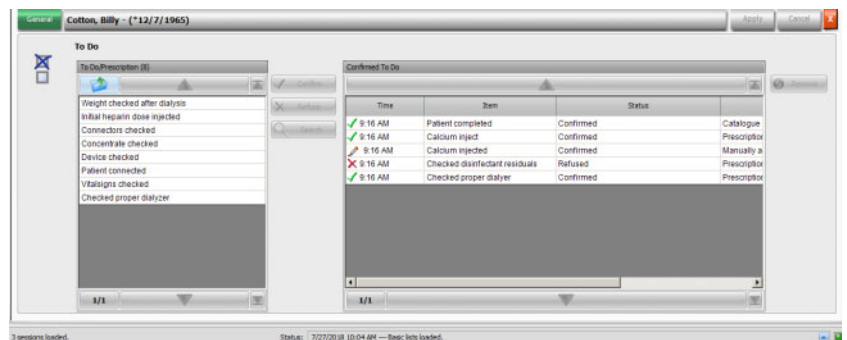 General Cotton, Billy - (*12/7/1965) Apply Cancel X
To Do
To Do/Prescription (8)
Confirm
Refuse
Search
Weight checked after dialysis
Initial heparin dose injected
Connectors checked
Concentrate checked
Device checked
Patient connected
Vitalsigns checked
Checked proper dialyzer
1/1
Confirmed To Do
Remove
Time Item Status
9:16 AM Patient completed Confirmed Catalogue
9:16 AM Calcium inject Confirmed Prescription
9:16 AM Calcium injected Confirmed Manually a
9:16 AM Checked disinfectant residuals Refused Prescription
9:16 AM Checked proper dialyer Confirmed Prescription
1/1
3 sessions loaded. Status: 7/27/2018 10:04 AM — Basic lists loaded.